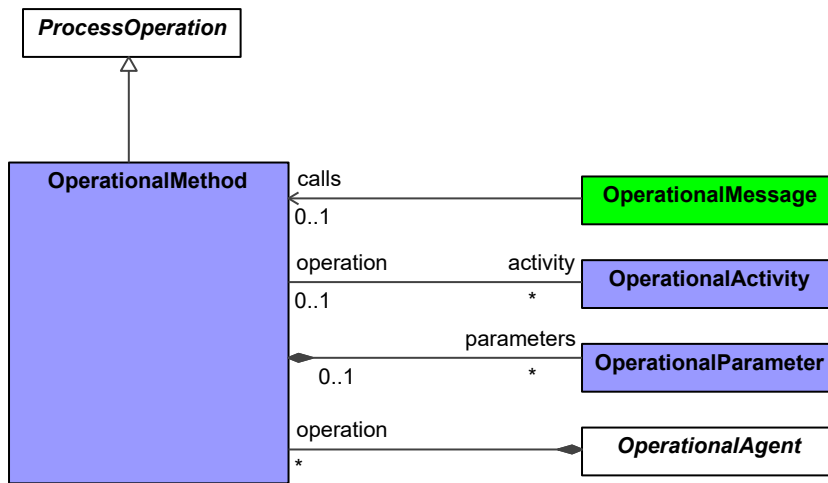 ProcessOperation
OperationalMethod
calls
0..1
OperationalMessage
operation
activity
0..1
*
OperationalActivity
parameters
0..1
*
OperationalParameter
operation
*
OperationalAgent